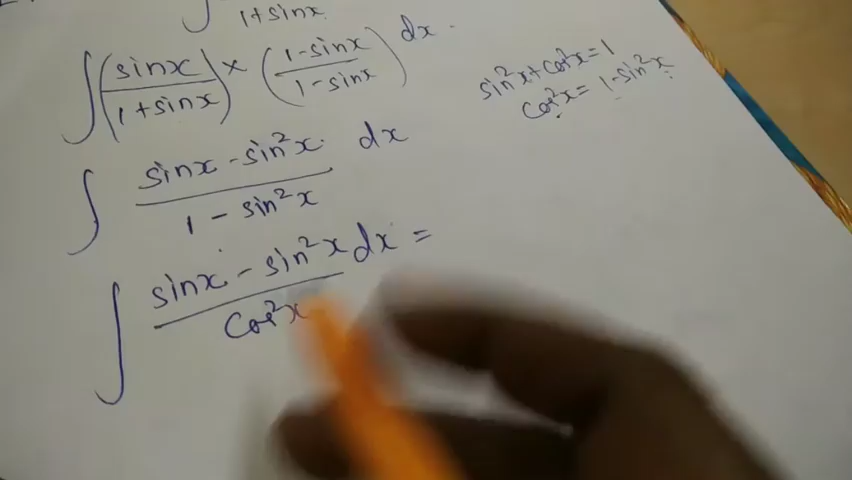 ∫ 1+sinx
∫ (sinx / 1+sinx) × (1-sinx / 1-sinx) dx
sin²x+cos²x=1
cos²x = 1-sin²x
∫ sinx - sin²x / 1 - sin²x dx
∫ sinx - sin²x / cos²x dx =